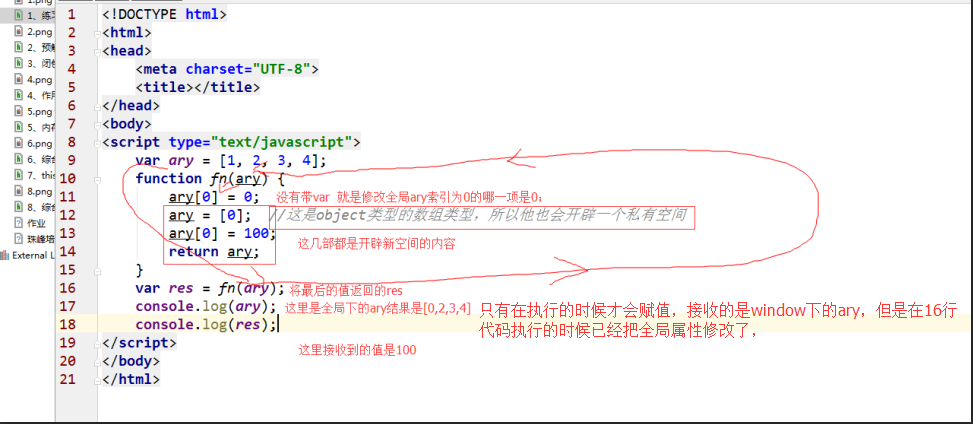 1.png
1、练习
2.png
2、预解
3、闭
4.png
4、作用
5.png
5、内存
6.png
6、综合
7、this
8.png
8、综合
作业
珠峰培
External L
1 <!DOCTYPE html>
2 <html>
3 <head>
4 <meta charset="UTF-8">
5 <title></title>
6 </head>
7 <body>
8 <script type="text/javascript">
9 var ary = [1, 2, 3, 4];
10 function fn(ary) {
11 ary[0] = 0; 没有带var 就是修改全局ary索引为0的哪一项是0；
12 ary = [0]; //这是object类型的数组类型，所以他也会开辟一个私有空间
13 ary[0] = 100;
这几部都是开辟新空间的内容
14 return ary;
15 }
16 var res = fn(ary); 将最后的值返回的res
17 console.log(ary); 这里是全局下的ary结果是[0,2,3,4]
18 console.log(res);
只有在执行的时候才会赋值，接收的是window下的ary，但是在16行
代码执行的时候已经把全局属性修改了，
19 </script>
这里接收到的值是100
20 </body>
21 </html>